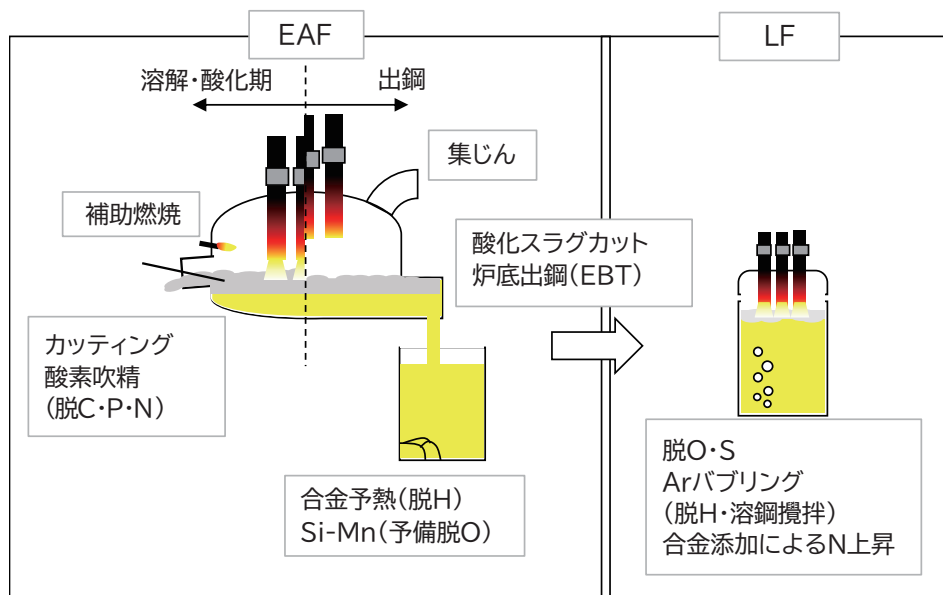 EAF
LF
溶解・酸化期
出鋼
集じん
補助燃焼
酸化スラグカット
炉底出鋼(EBT)
カッティング
酸素吹精
(脱C・P・N)
合金予熱(脱H)
Si-Mn(予備脱O)
脱O・S
Arバブリング
(脱H・溶鋼攪拌)
合金添加によるN上昇